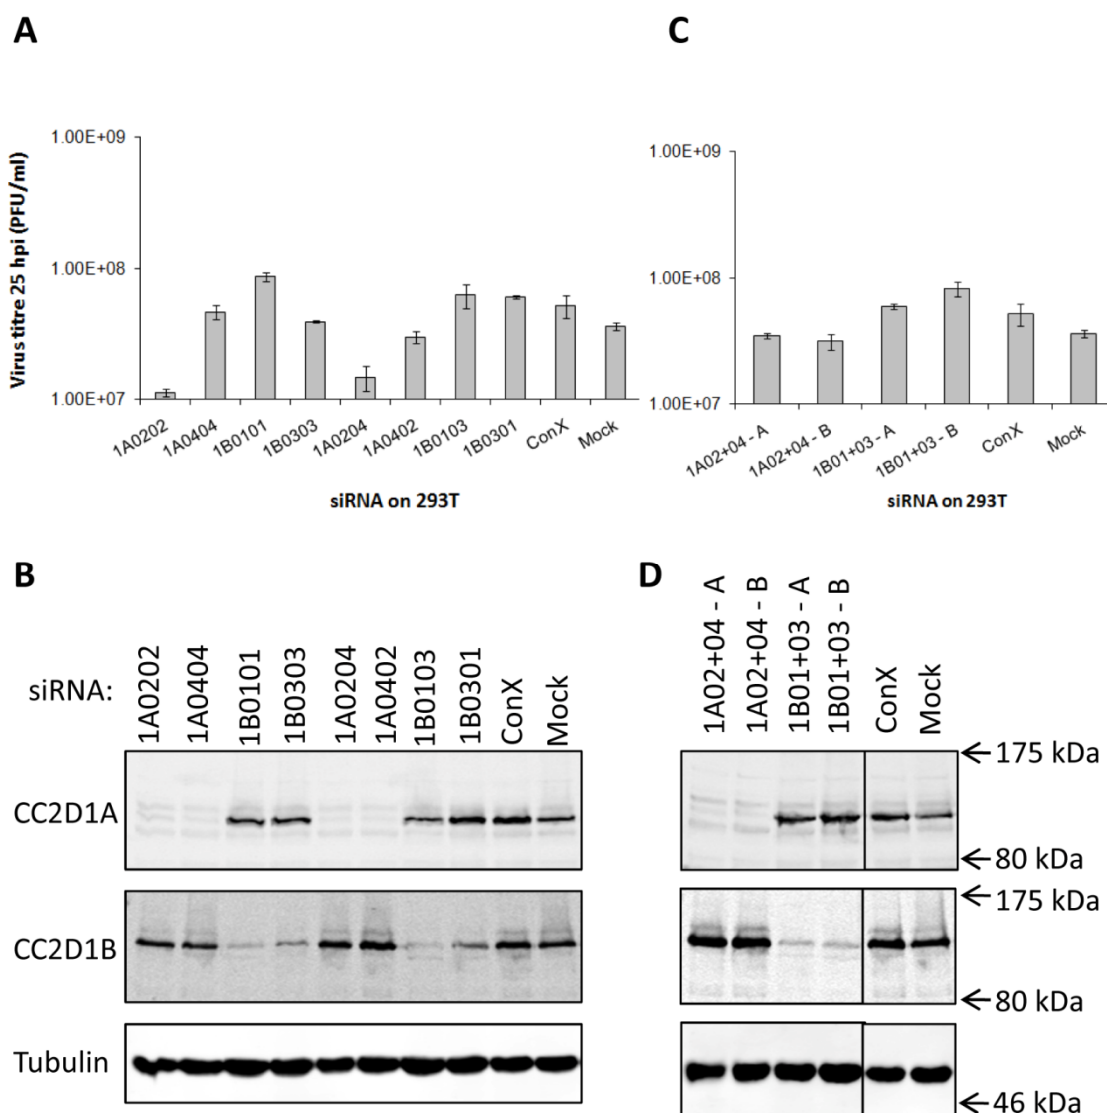 A
Virus titre 25 hpi (PFU/ml)
1.00E+09
1.00E+08
1.00E+07
1A0202
1A0404
1B0101
1B0303
1A0204
1A0402
1B0103
1B0301
ConX
Mock
siRNA on 293T
C
1.00E+09
1.00E+08
1.00E+07
1A02+04 - A
1A02+04 - B
1B01+03 - A
1B01+03 - B
ConX
Mock
siRNA on 293T
B
siRNA:
1A0202
1A0404
1B0101
1B0303
1A0204
1A0402
1B0103
1B0301
ConX
Mock
CC2D1A
CC2D1B
Tubulin
D
1A02+04 - A
1A02+04 - B
1B01+03 - A
1B01+03 - B
ConX
Mock
175 kDa
80 kDa
175 kDa
80 kDa
46 kDa